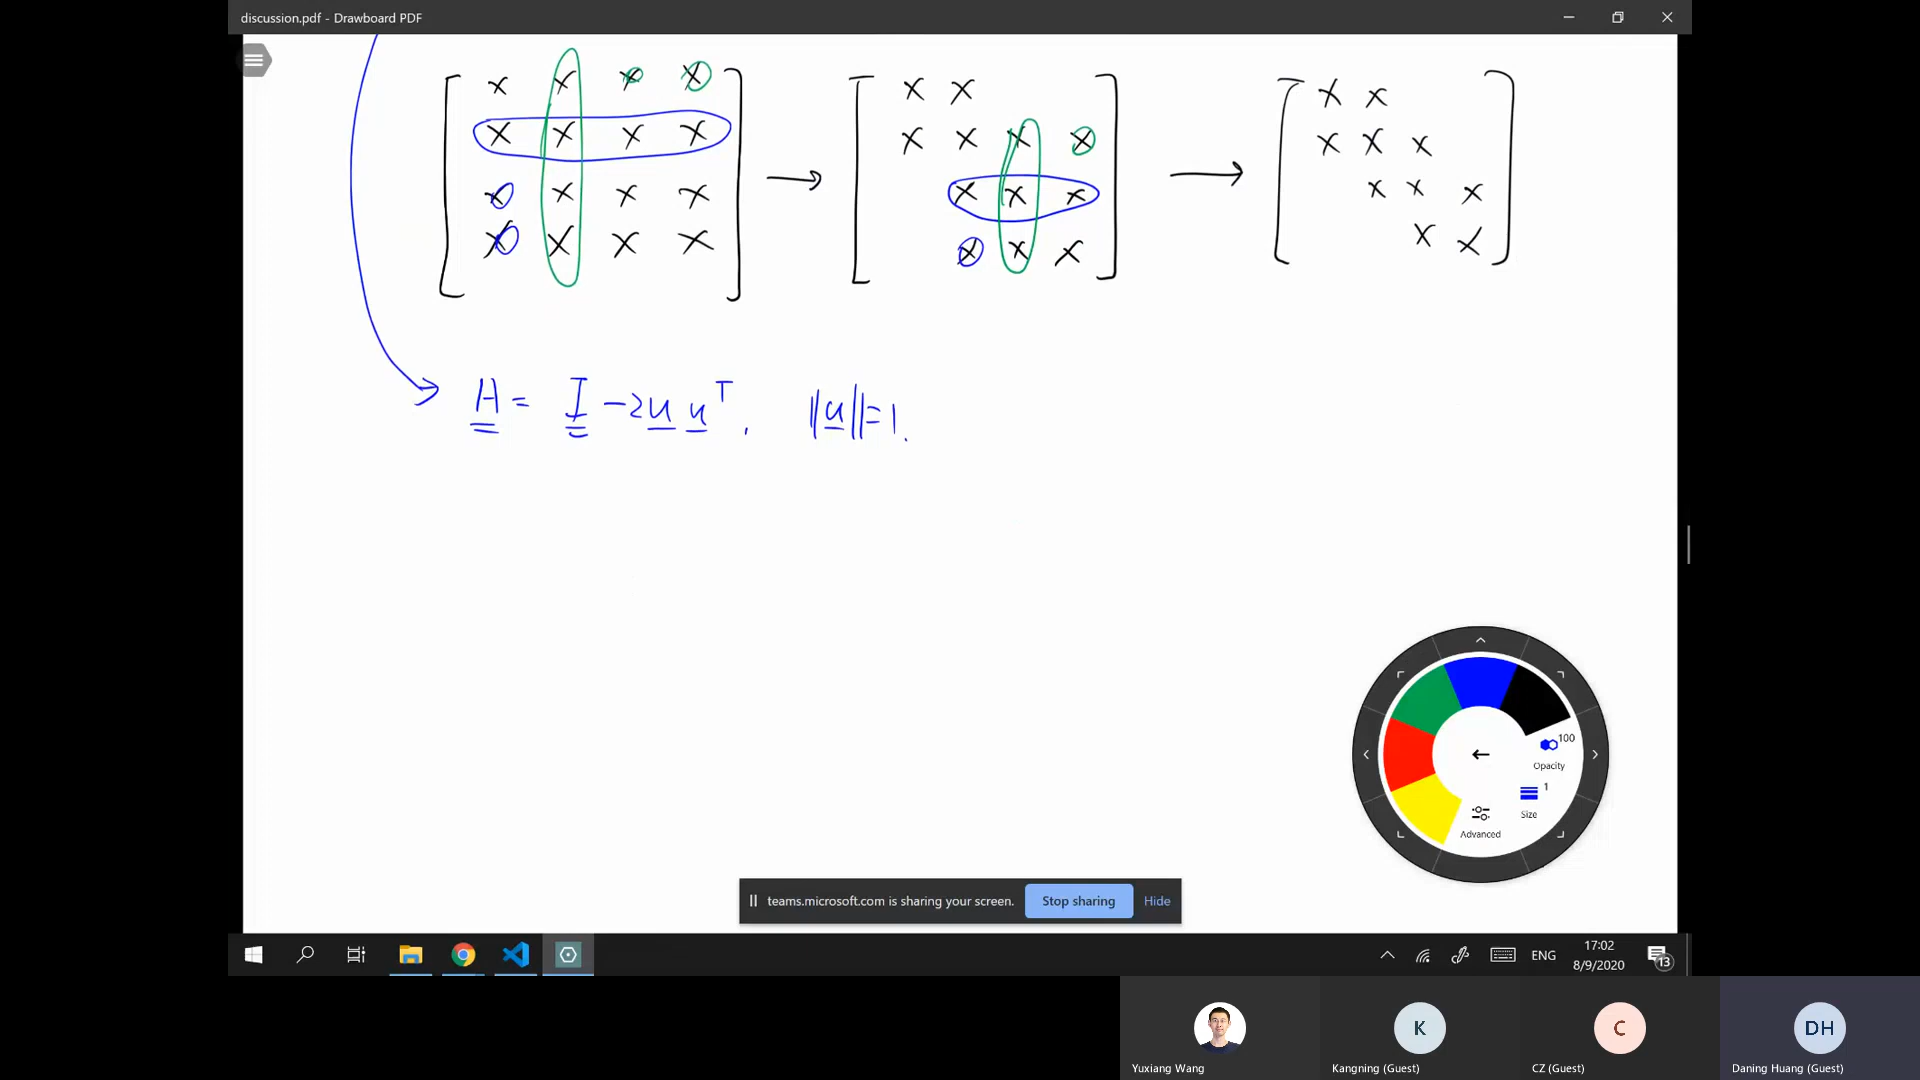 discussion.pdf - Drawboard PDF
x x x x
x x x x
x x x x
x x x x
→
x x
x x x x
x x x
x x x
→
x x
x x x
x x x
x x
H = I - 2 u u^T , ||u|| = 1.
100
Opacity
1
Size
Advanced
teams.microsoft.com is sharing your screen.
Stop sharing
Hide
ENG
17:02
8/9/2020
13
K
C
DH
Yuxiang Wang
Kangning (Guest)
CZ (Guest)
Daning Huang (Guest)